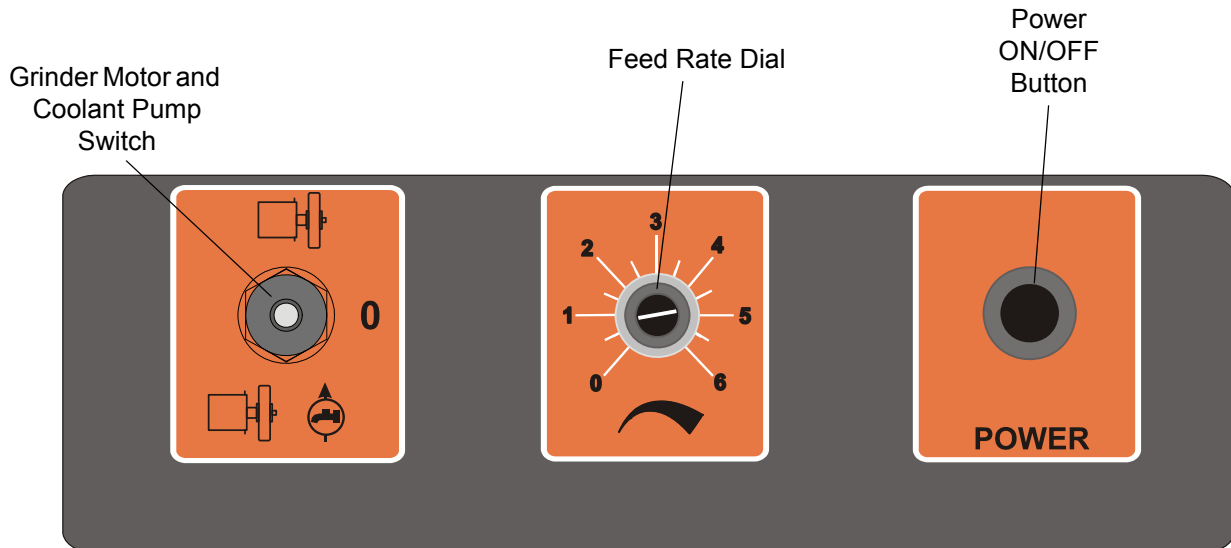 Grinder Motor and
Coolant Pump
Switch
Feed Rate Dial
Power
ON/OFF
Button
0
0
1
2
3
4
5
6
POWER